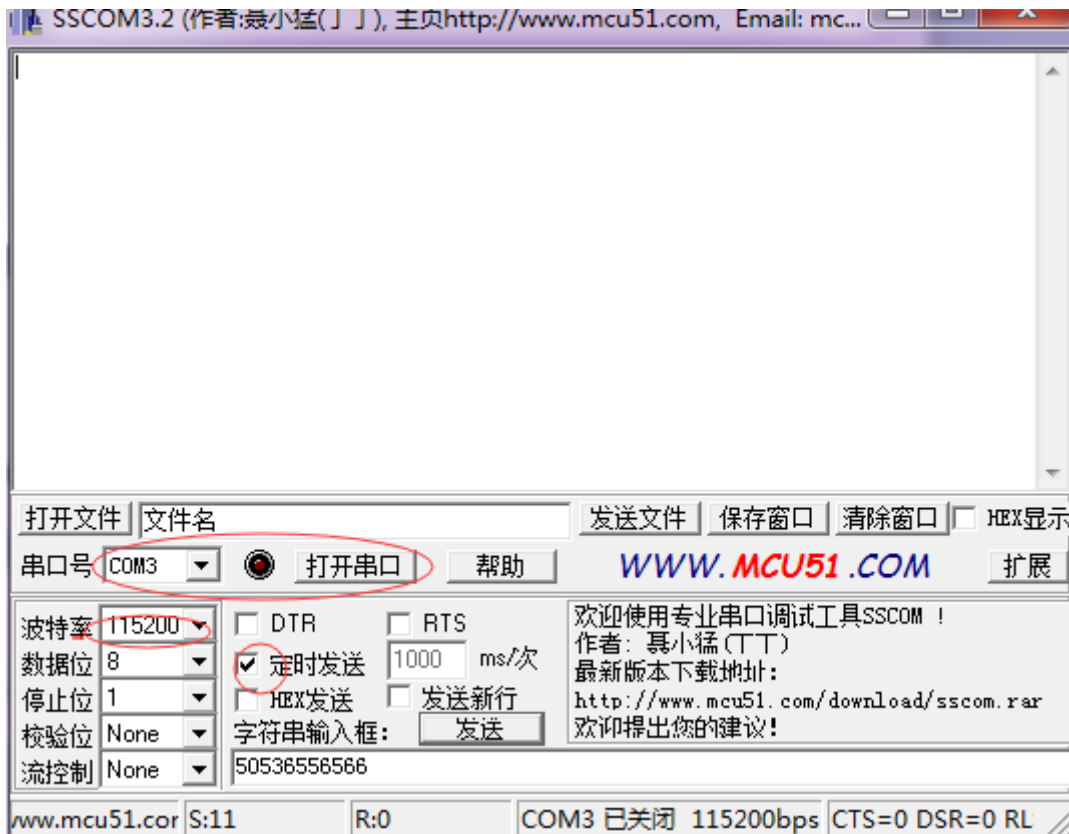 SSCOM3.2 (作者:聂小猛(丁丁), 主页http://www.mcu51.com, Email: mc...
打开文件 文件名 发送文件 保存窗口 清除窗口 HEX显示
串口号 COM3 打开串口 帮助 WWW.MCU51.COM 扩展
波特率 115200 DTR RTS
数据位 8 定时发送 1000 ms/次
停止位 1 HEX发送 发送新行
校验位 None 字符串输入框: 发送
流控制 None 50536556566
欢迎使用专业串口调试工具SSCOM !
作者: 聂小猛(丁丁)
最新版本下载地址:
http://www.mcu51.com/download/sscom.rar
欢迎提出您的建议!
www.mcu51.cor S:11 R:0 COM3 已关闭 115200bps CTS=0 DSR=0 RL